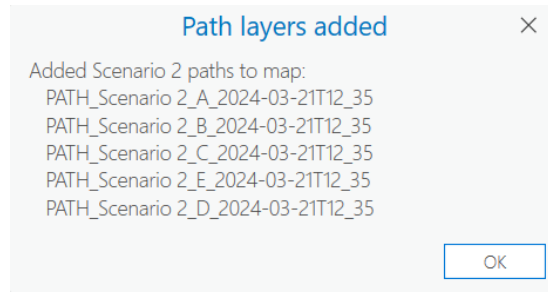 Path layers added
Added Scenario 2 paths to map:
PATH_Scenario 2_A_2024-03-21T12_35
PATH_Scenario 2_B_2024-03-21T12_35
PATH_Scenario 2_C_2024-03-21T12_35
PATH_Scenario 2_E_2024-03-21T12_35
PATH_Scenario 2_D_2024-03-21T12_35
OK